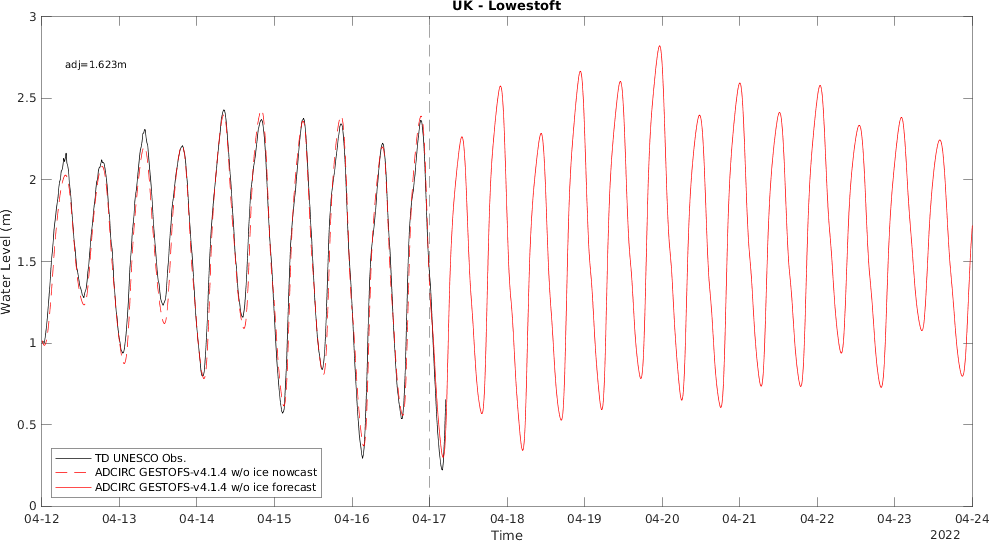 UK - Lowestoft
adj=1.623m
3
2.5
2
1.5
1
0.5
0
Water Level (m)
TD UNESCO Obs.
ADCIRC GESTOFS-v4.1.4 w/o ice nowcast
ADCIRC GESTOFS-v4.1.4 w/o ice forecast
04-12 04-13 04-14 04-15 04-16 04-17 04-18 04-19 04-20 04-21 04-22 04-23 04-24
Time
2022